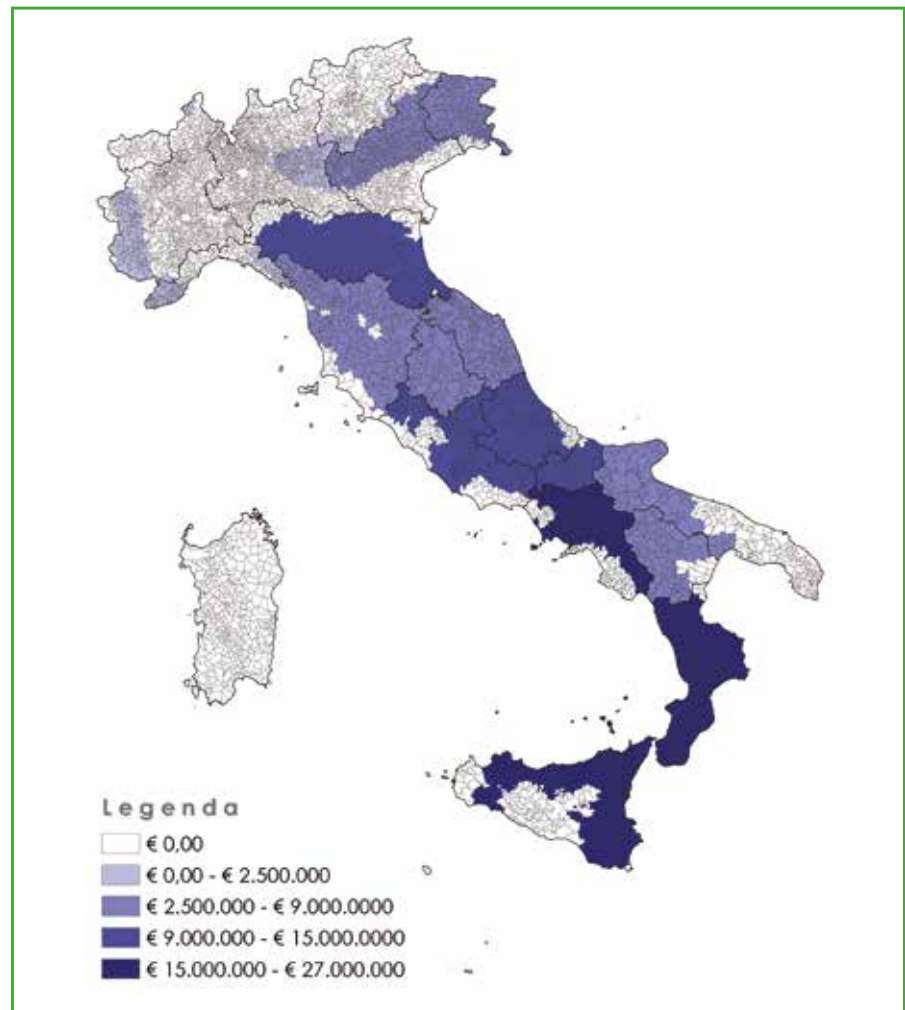 Legenda
€ 0,00
€ 0,00 - € 2.500.000
€ 2.500.000 - € 9.000.0000
€ 9.000.000 - € 15.000.0000
€ 15.000.000 - € 27.000.000